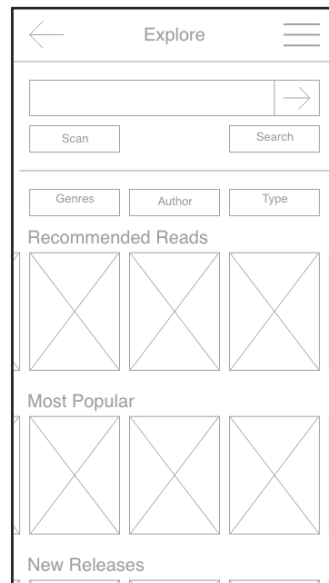 Explore
Scan
Search
Genres
Author
Type
Recommended Reads
Most Popular
New Releases